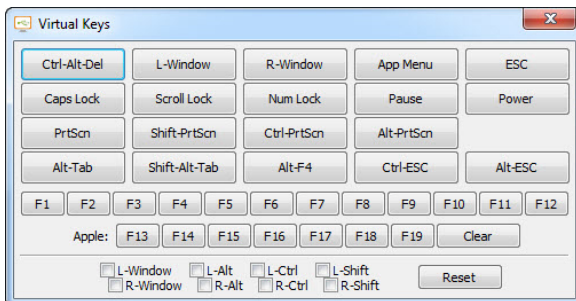 Virtual Keys
Ctrl-Alt-Del L-Window R-Window App Menu ESC
Caps Lock Scroll Lock Num Lock Pause Power
PrtScn Shift-PrtScn Ctrl-PrtScn Alt-PrtScn
Alt-Tab Shift-Alt-Tab Alt-F4 Ctrl-ESC Alt-ESC
F1 F2 F3 F4 F5 F6 F7 F8 F9 F10 F11 F12
Apple: F13 F14 F15 F16 F17 F18 F19 Clear
L-Window L-Alt L-Ctrl L-Shift
R-Window R-Alt R-Ctrl R-Shift
Reset